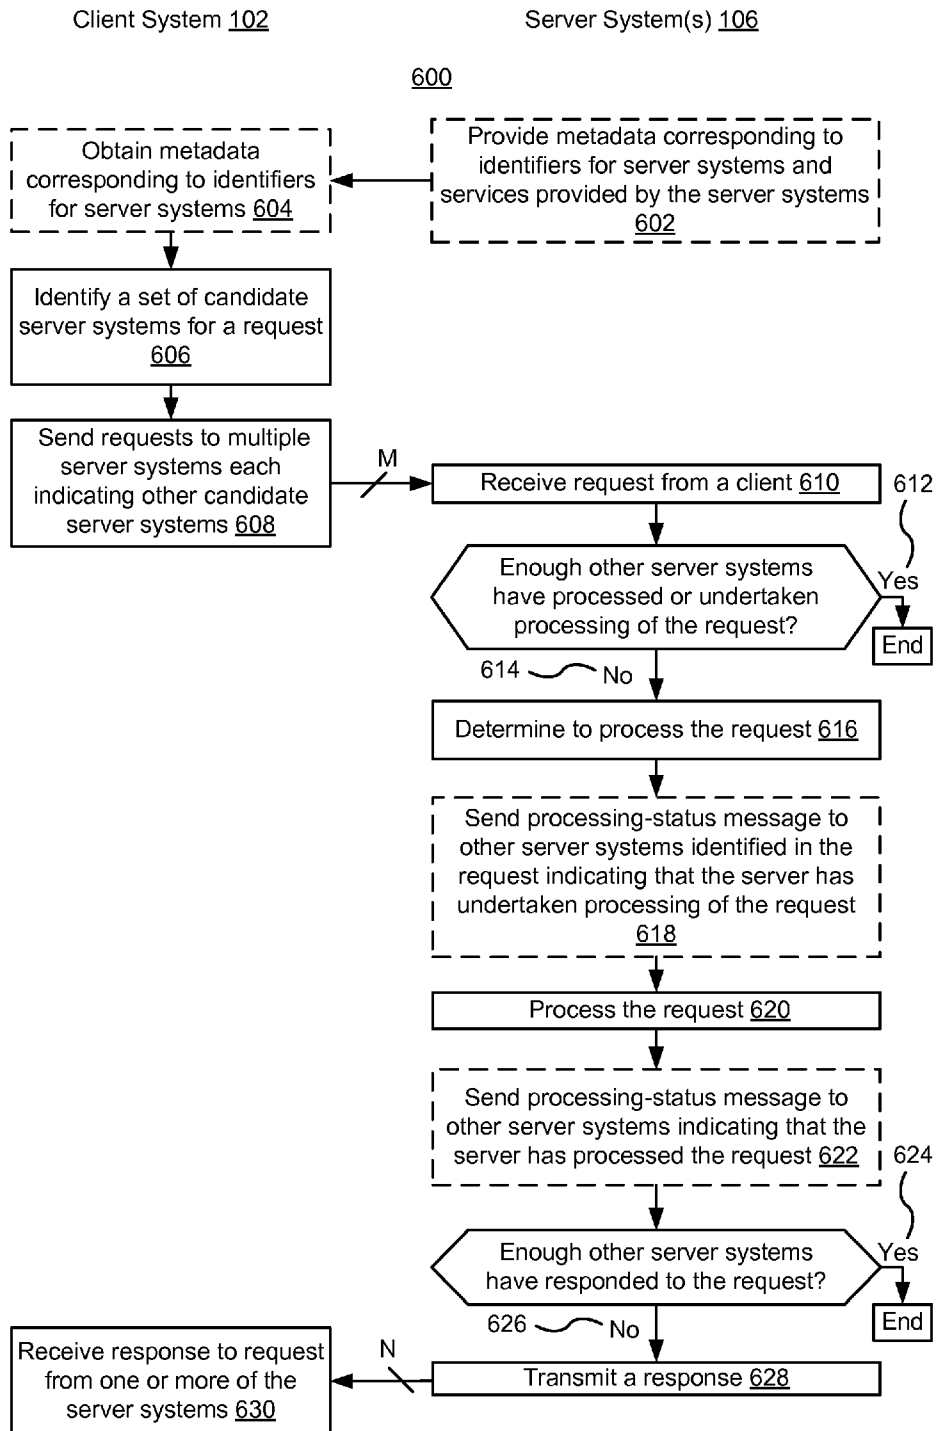 Client System 102
Server System(s) 106
600
Provide metadata corresponding to
identifiers for server systems and
services provided by the server systems
602
Obtain metadata
corresponding to identifiers
for server systems 604
Identify a set of candidate
server systems for a request
606
Send requests to multiple
server systems each
indicating other candidate
server systems 608
M
Receive request from a client 610
612
Enough other server systems
have processed or undertaken
processing of the request?
Yes
End
614
No
Determine to process the request 616
Send processing-status message to
other server systems identified in the
request indicating that the server has
undertaken processing of the request
618
Process the request 620
Send processing-status message to
other server systems indicating that the
server has processed the request 622
624
Enough other server systems
have responded to the request?
Yes
End
626
No
Transmit a response 628
N
Receive response to request
from one or more of the
server systems 630